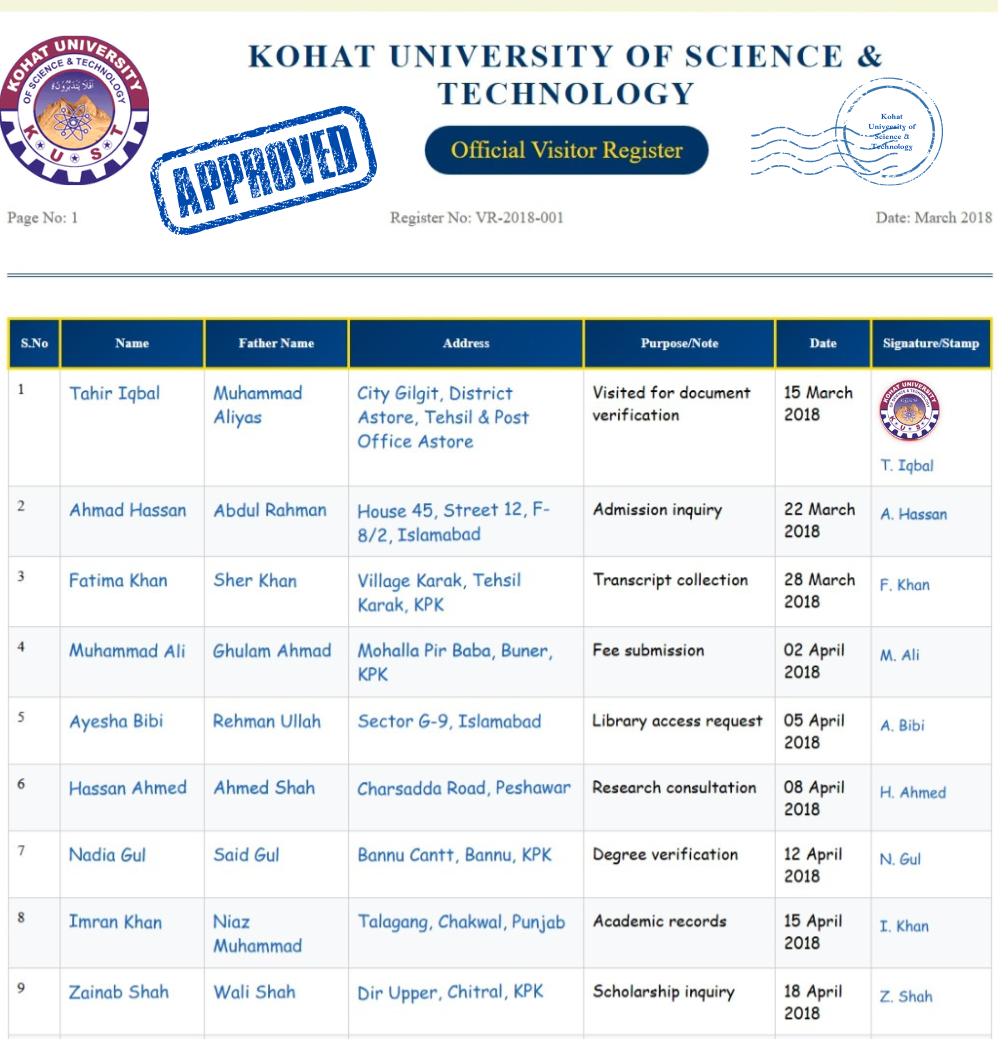 KOHAT UNIVERSITY
OF SCIENCE & TECHNOLOGY
K U S T
KOHAT UNIVERSITY OF SCIENCE &
TECHNOLOGY
Official Visitor Register
APPROVED
Kohat
University of
Science &
Technology
Page No: 1
Register No: VR-2018-001
Date: March 2018
S.No Name Father Name Address Purpose/Note Date Signature/Stamp
1 Tahir Iqbal Muhammad City Gilgit, District Visited for document 15 March
Aliyas Astore, Tehsil & Post verification 2018
Office Astore
KOHAT UNIVERSITY
K U S T
T. Iqbal
2 Ahmad Hassan Abdul Rahman House 45, Street 12, F- Admission inquiry 22 March A. Hassan
8/2, Islamabad 2018
3 Fatima Khan Sher Khan Village Karak, Tehsil Transcript collection 28 March F. Khan
Karak, KPK 2018
4 Muhammad Ali Ghulam Ahmad Mohalla Pir Baba, Buner, Fee submission 02 April M. Ali
KPK 2018
5 Ayesha Bibi Rehman Ullah Sector G-9, Islamabad Library access request 05 April A. Bibi
2018
6 Hassan Ahmed Ahmed Shah Charsadda Road, Peshawar Research consultation 08 April H. Ahmed
2018
7 Nadia Gul Said Gul Bannu Cantt, Bannu, KPK Degree verification 12 April N. Gul
2018
8 Imran Khan Niaz Talagang, Chakwal, Punjab Academic records 15 April I. Khan
Muhammad 2018
9 Zainab Shah Wali Shah Dir Upper, Chitral, KPK Scholarship inquiry 18 April Z. Shah
2018